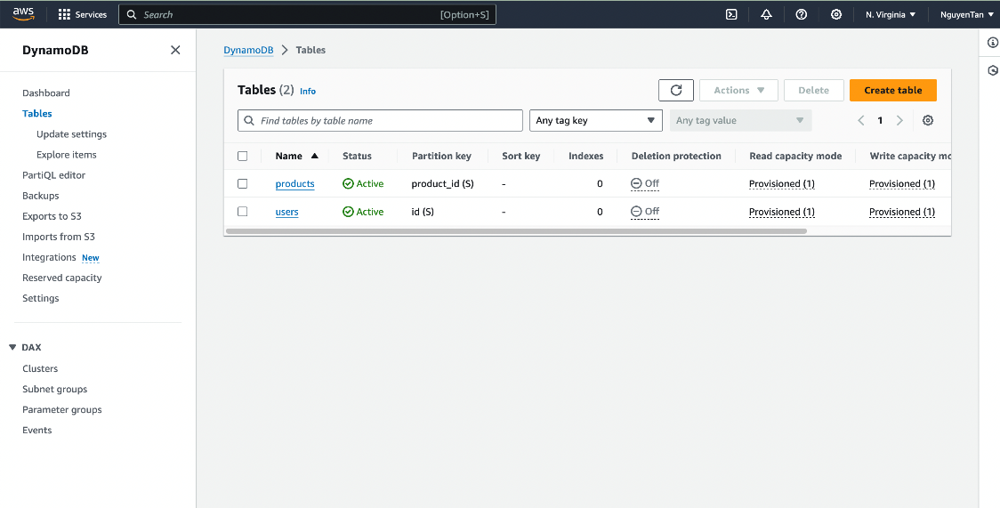 aws Services Search [Option+S] N. Virginia NguyenTan
DynamoDB
Dashboard
Tables
Update settings
Explore items
PartiQL editor
Backups
Exports to S3
Imports from S3
Integrations New
Reserved capacity
Settings
DAX
Clusters
Subnet groups
Parameter groups
Events
DynamoDB Tables
Tables (2) Info Actions Delete Create table
Find tables by table name Any tag key Any tag value 1
Name Status Partition key Sort key Indexes Deletion protection Read capacity mode Write capacity mo
products Active product_id (S) - 0 Off Provisioned (1) Provisioned (1)
users Active id (S) - 0 Off Provisioned (1) Provisioned (1)